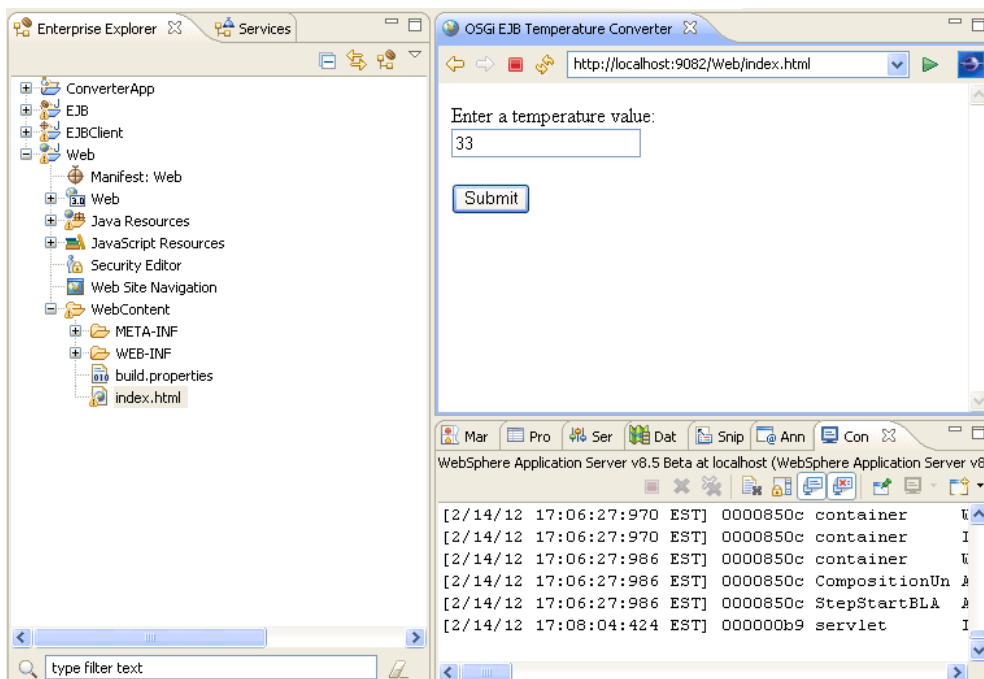 Enterprise Explorer
Services
ConverterApp
EJB
EJBClient
Web
Manifest: Web
Web
Java Resources
JavaScript Resources
Security Editor
Web Site Navigation
WebContent
META-INF
WEB-INF
build.properties
index.html
type filter text
OSGi EJB Temperature Converter
http://localhost:9082/Web/index.html
Enter a temperature value:
33
Submit
Mar Pro Ser Dat Snip Ann Con
WebSphere Application Server v8.5 Beta at localhost (WebSphere Application Server v8
[2/14/12 17:06:27:970 EST] 0000850c container
[2/14/12 17:06:27:970 EST] 0000850c container I
[2/14/12 17:06:27:986 EST] 0000850c container
[2/14/12 17:06:27:986 EST] 0000850c CompositionUn A
[2/14/12 17:06:27:986 EST] 0000850c StepStartBLA A
[2/14/12 17:08:04:424 EST] 000000b9 servlet I